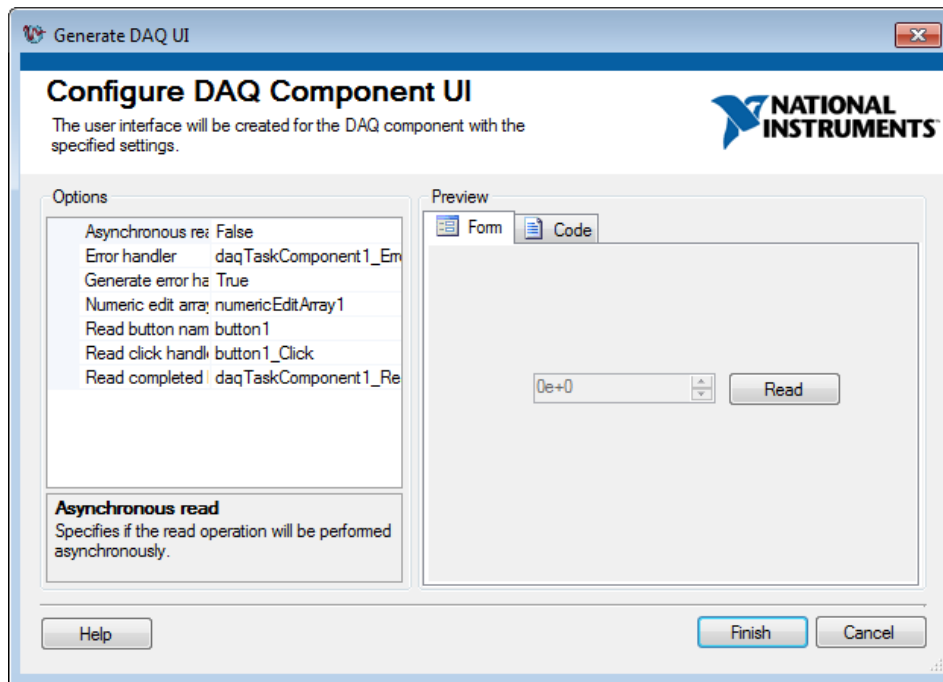 Generate DAQ UI
Configure DAQ Component UI
The user interface will be created for the DAQ component with the
specified settings.
NATIONAL
INSTRUMENTS
Options
Asynchronous rea False
Error handler daqTaskComponent1_Erro
Generate error ha True
Numeric edit array numericEditArray1
Read button nam button1
Read click handle button1_Click
Read completed daqTaskComponent1_Re
Asynchronous read
Specifies if the read operation will be performed
asynchronously.
Preview
Form Code
0e+0 Read
Help Finish Cancel